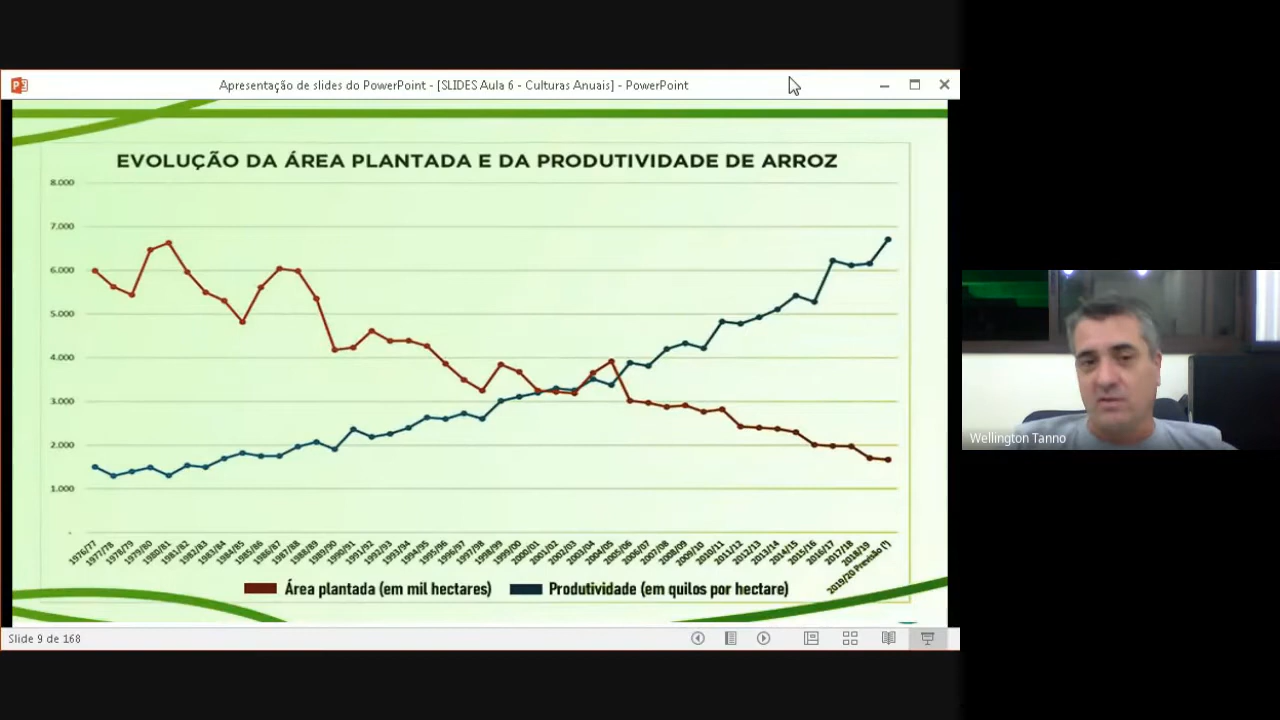 Apresentação de slides do PowerPoint - [SLIDES Aula 6 - Culturas Anuais] - PowerPoint
EVOLUÇÃO DA ÁREA PLANTADA E DA PRODUTIVIDADE DE ARROZ
8.000
7.000
6.000
5.000
4.000
3.000
2.000
1.000
-
1976/77 1977/78 1978/79 1979/80 1980/81 1981/82 1982/83 1983/84 1984/85 1985/86 1986/87 1987/88 1988/89 1989/90 1990/91 1991/92 1992/93 1993/94 1994/95 1995/96 1996/97 1997/98 1998/99 1999/00 2000/01 2001/02 2002/03 2003/04 2004/05 2005/06 2006/07 2007/08 2008/09 2009/10 2010/11 2011/12 2012/13 2013/14 2014/15 2015/16 2016/17 2017/18 2018/19 2019/20 Previsão (¹)
Área plantada (em mil hectares) Produtividade (em quilos por hectare)
Wellington Tanno
Slide 9 de 168